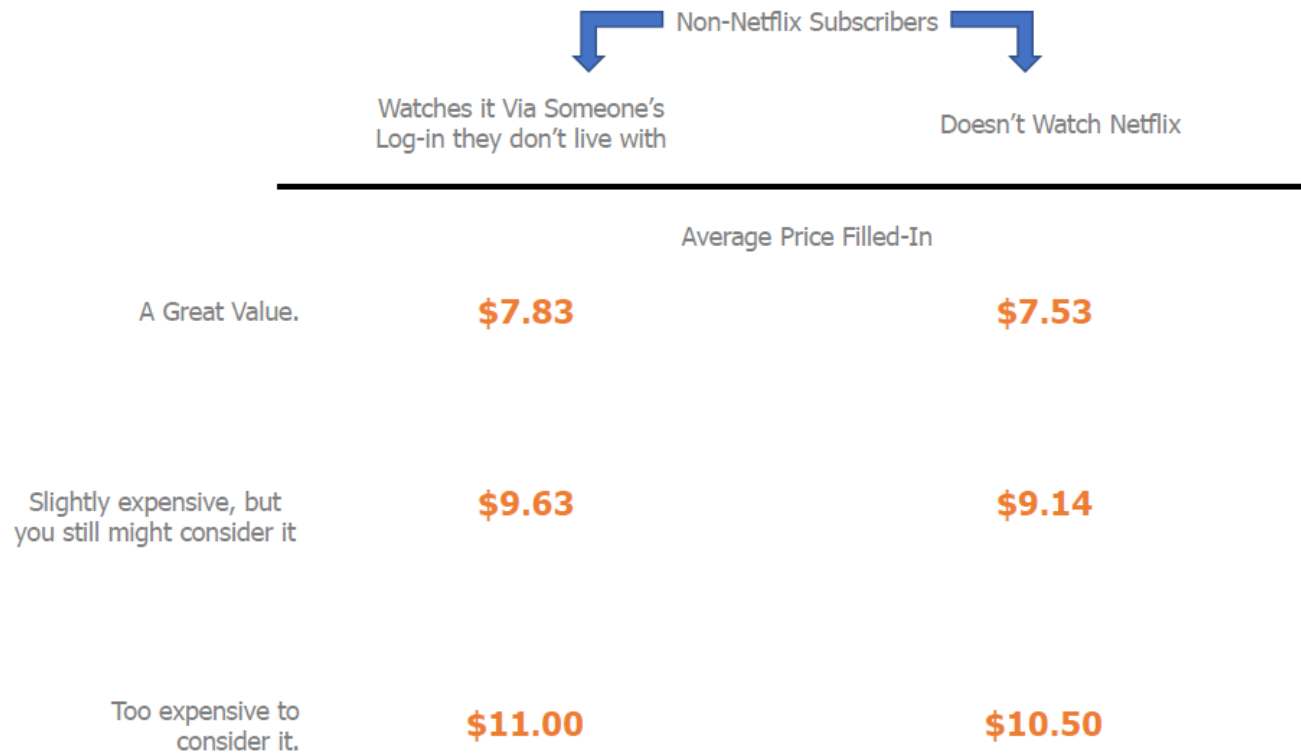 Non-Netflix Subscribers
Watches it Via Someone's
Log-in they don't live with
Doesn't Watch Netflix
Average Price Filled-In
A Great Value.
$7.83
$7.53
Slightly expensive, but
you still might consider it
$9.63
$9.14
Too expensive to
consider it.
$11.00
$10.50